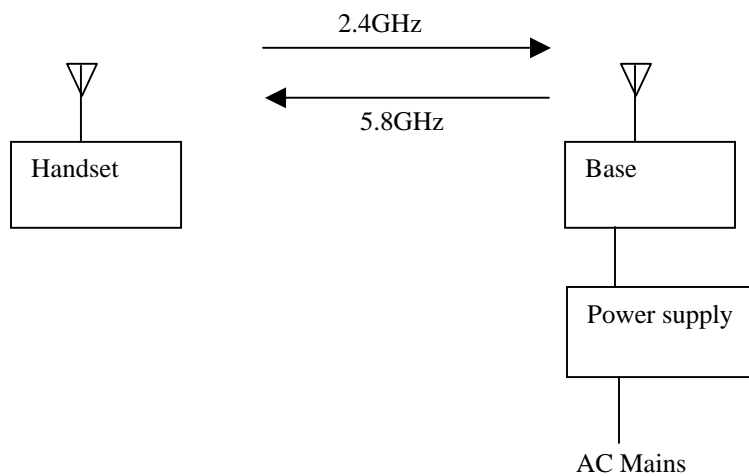 2.4GHz
5.8GHz
Handset
Base
Power supply
AC Mains